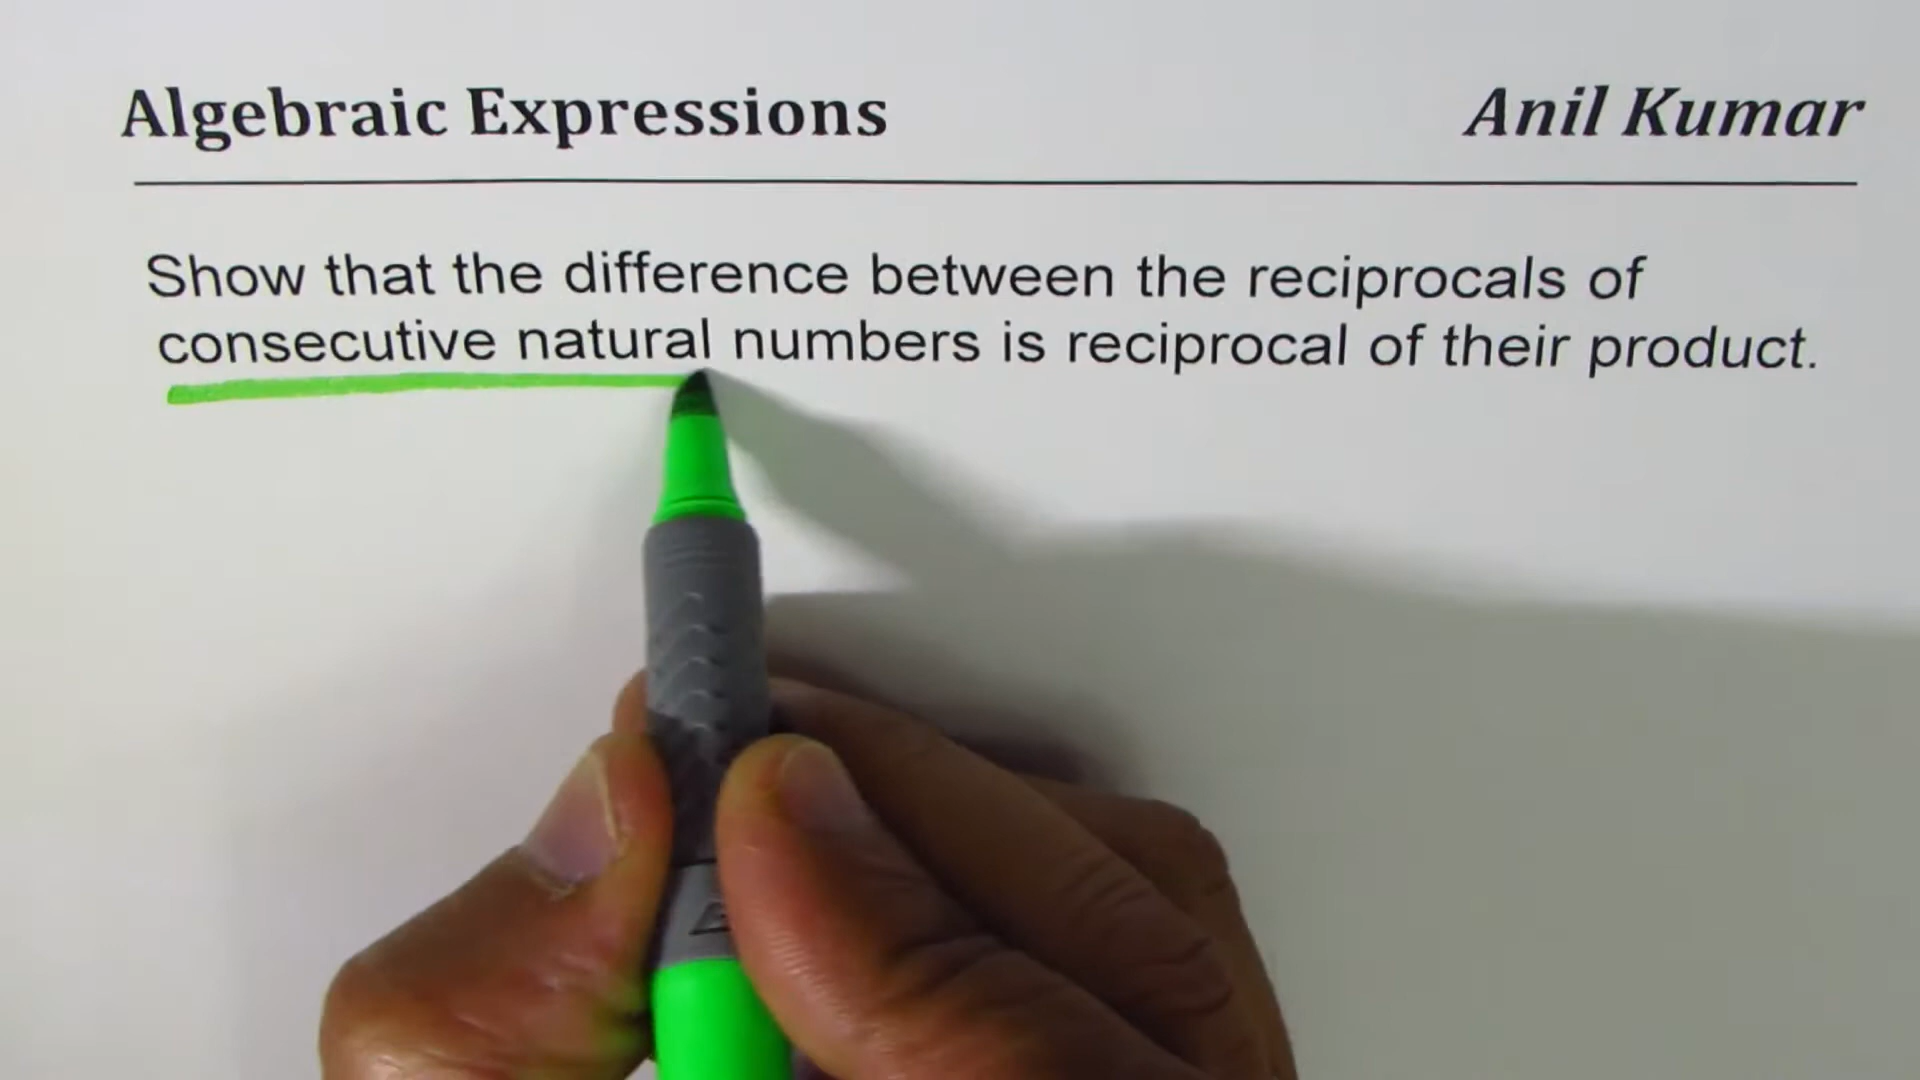 Algebraic Expressions
Anil Kumar
Show that the difference between the reciprocals of
consecutive natural numbers is reciprocal of their product.